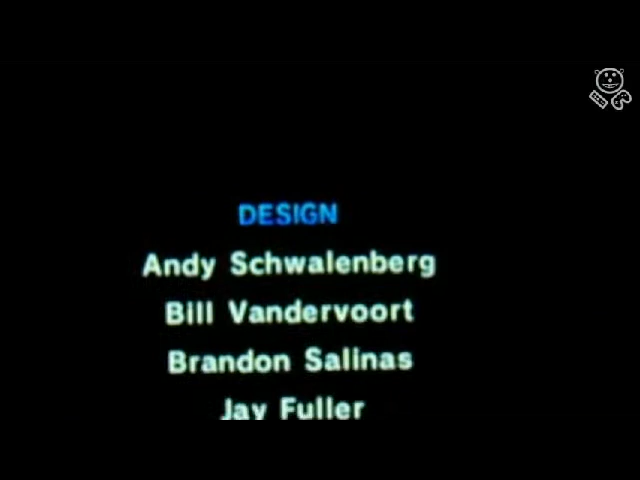 DESIGN
Andy Schwalenberg
Bill Vandervoort
Brandon Salinas
Jay Fuller